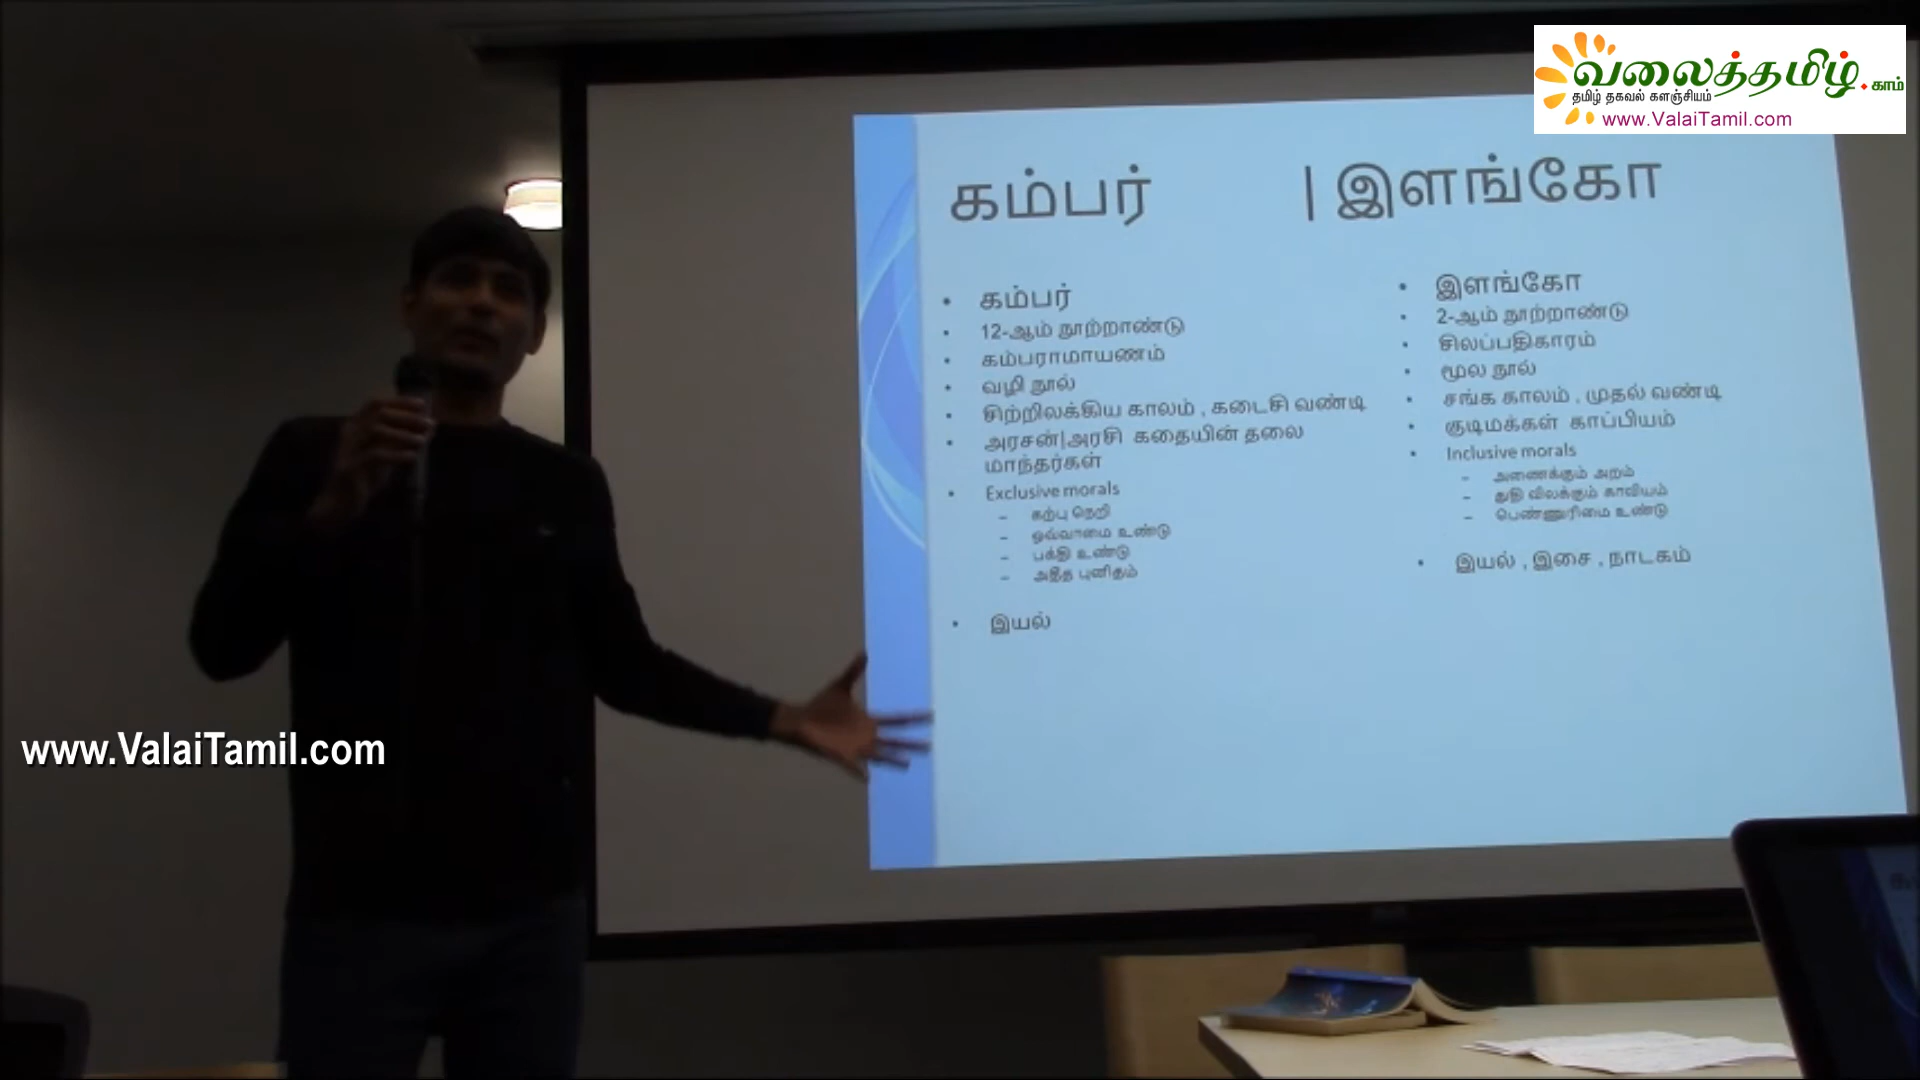 வலைத்தமிழ்.காம்
தமிழ் தகவல் களஞ்சியம்
www.ValaiTamil.com
கம்பர் | இளங்கோ
கம்பர்
12-ஆம் நூற்றாண்டு
கம்பராமாயணம்
வழி நூல்
சிற்றிலக்கிய காலம் , கடைசி வண்டி
அரசன்|அரசி கதையின் தலை
மாந்தர்கள்
Exclusive morals
கற்பு நெறி
ஒவ்வாமை உண்டு
பக்தி உண்டு
அதீத புனிதம்
இயல்
இளங்கோ
2-ஆம் நூற்றாண்டு
சிலப்பதிகாரம்
மூல நூல்
சங்க காலம் , முதல் வண்டி
குடிமக்கள் காப்பியம்
Inclusive morals
அணைக்கும் அறம்
துதி விலக்கும் காவியம்
பெண்ணுரிமை உண்டு
இயல் , இசை , நாடகம்
www.ValaiTamil.com